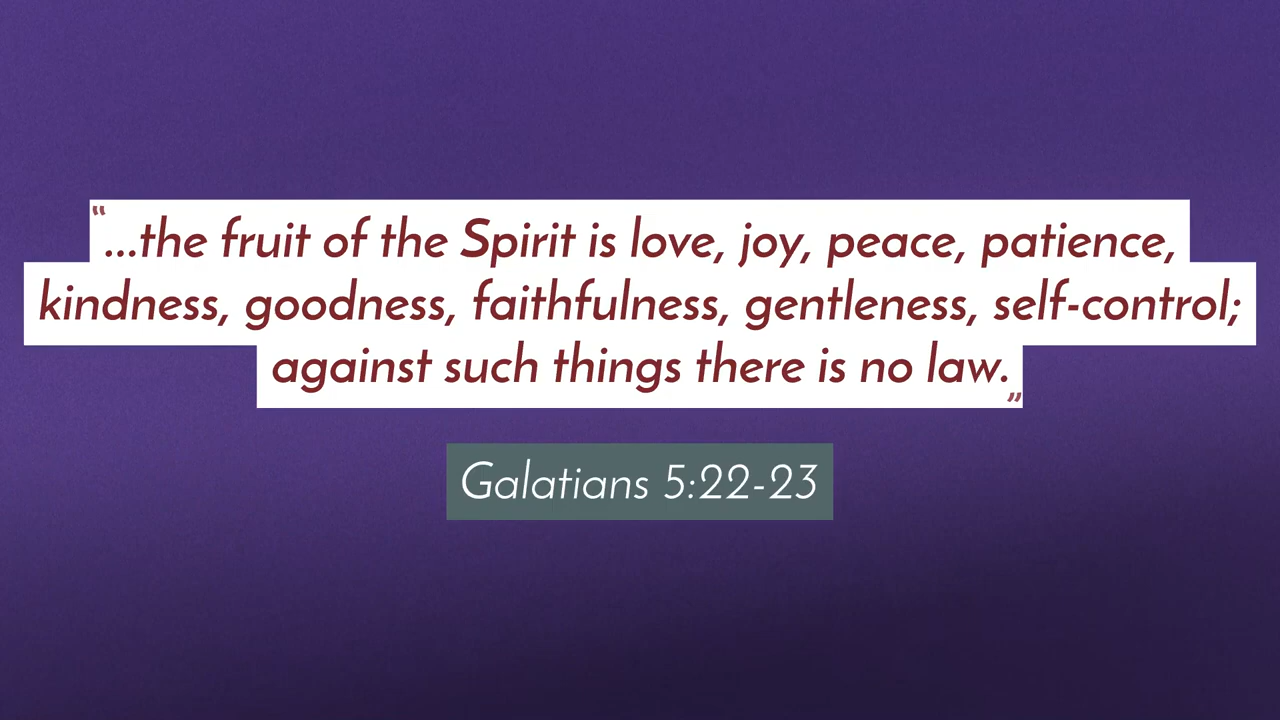 "...the fruit of the Spirit is love, joy, peace, patience,
kindness, goodness, faithfulness, gentleness, self-control;
against such things there is no law."
Galatians 5:22-23